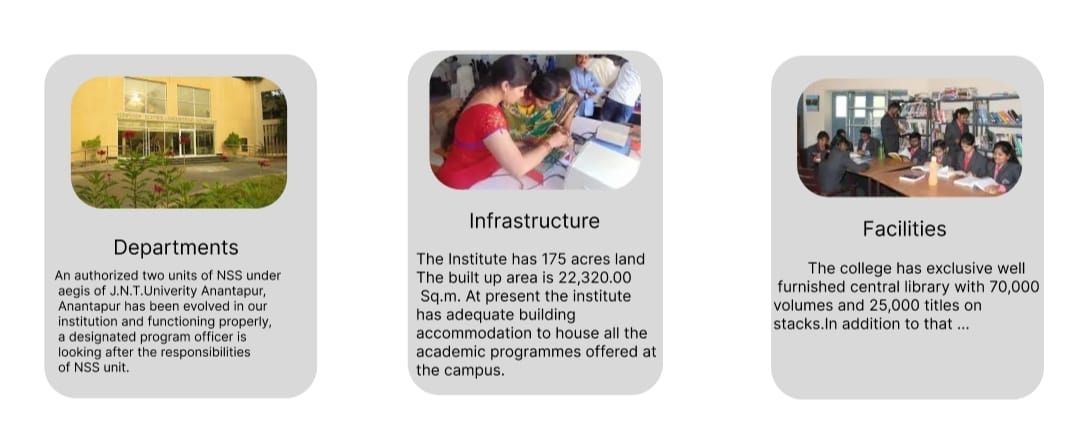 Departments
An authorized two units of NSS under
aegis of J.N.T.Univerity Anantapur,
Anantapur has been evolved in our
institution and functioning properly,
a designated program officer is
looking after the responsibilities
of NSS unit.
Infrastructure
The Institute has 175 acres land
The built up area is 22,320.00
Sq.m. At present the institute
has adequate building
accommodation to house all the
academic programmes offered at
the campus.
Facilities
The college has exclusive well
furnished central library with 70,000
volumes and 25,000 titles on
stacks.In addition to that ...